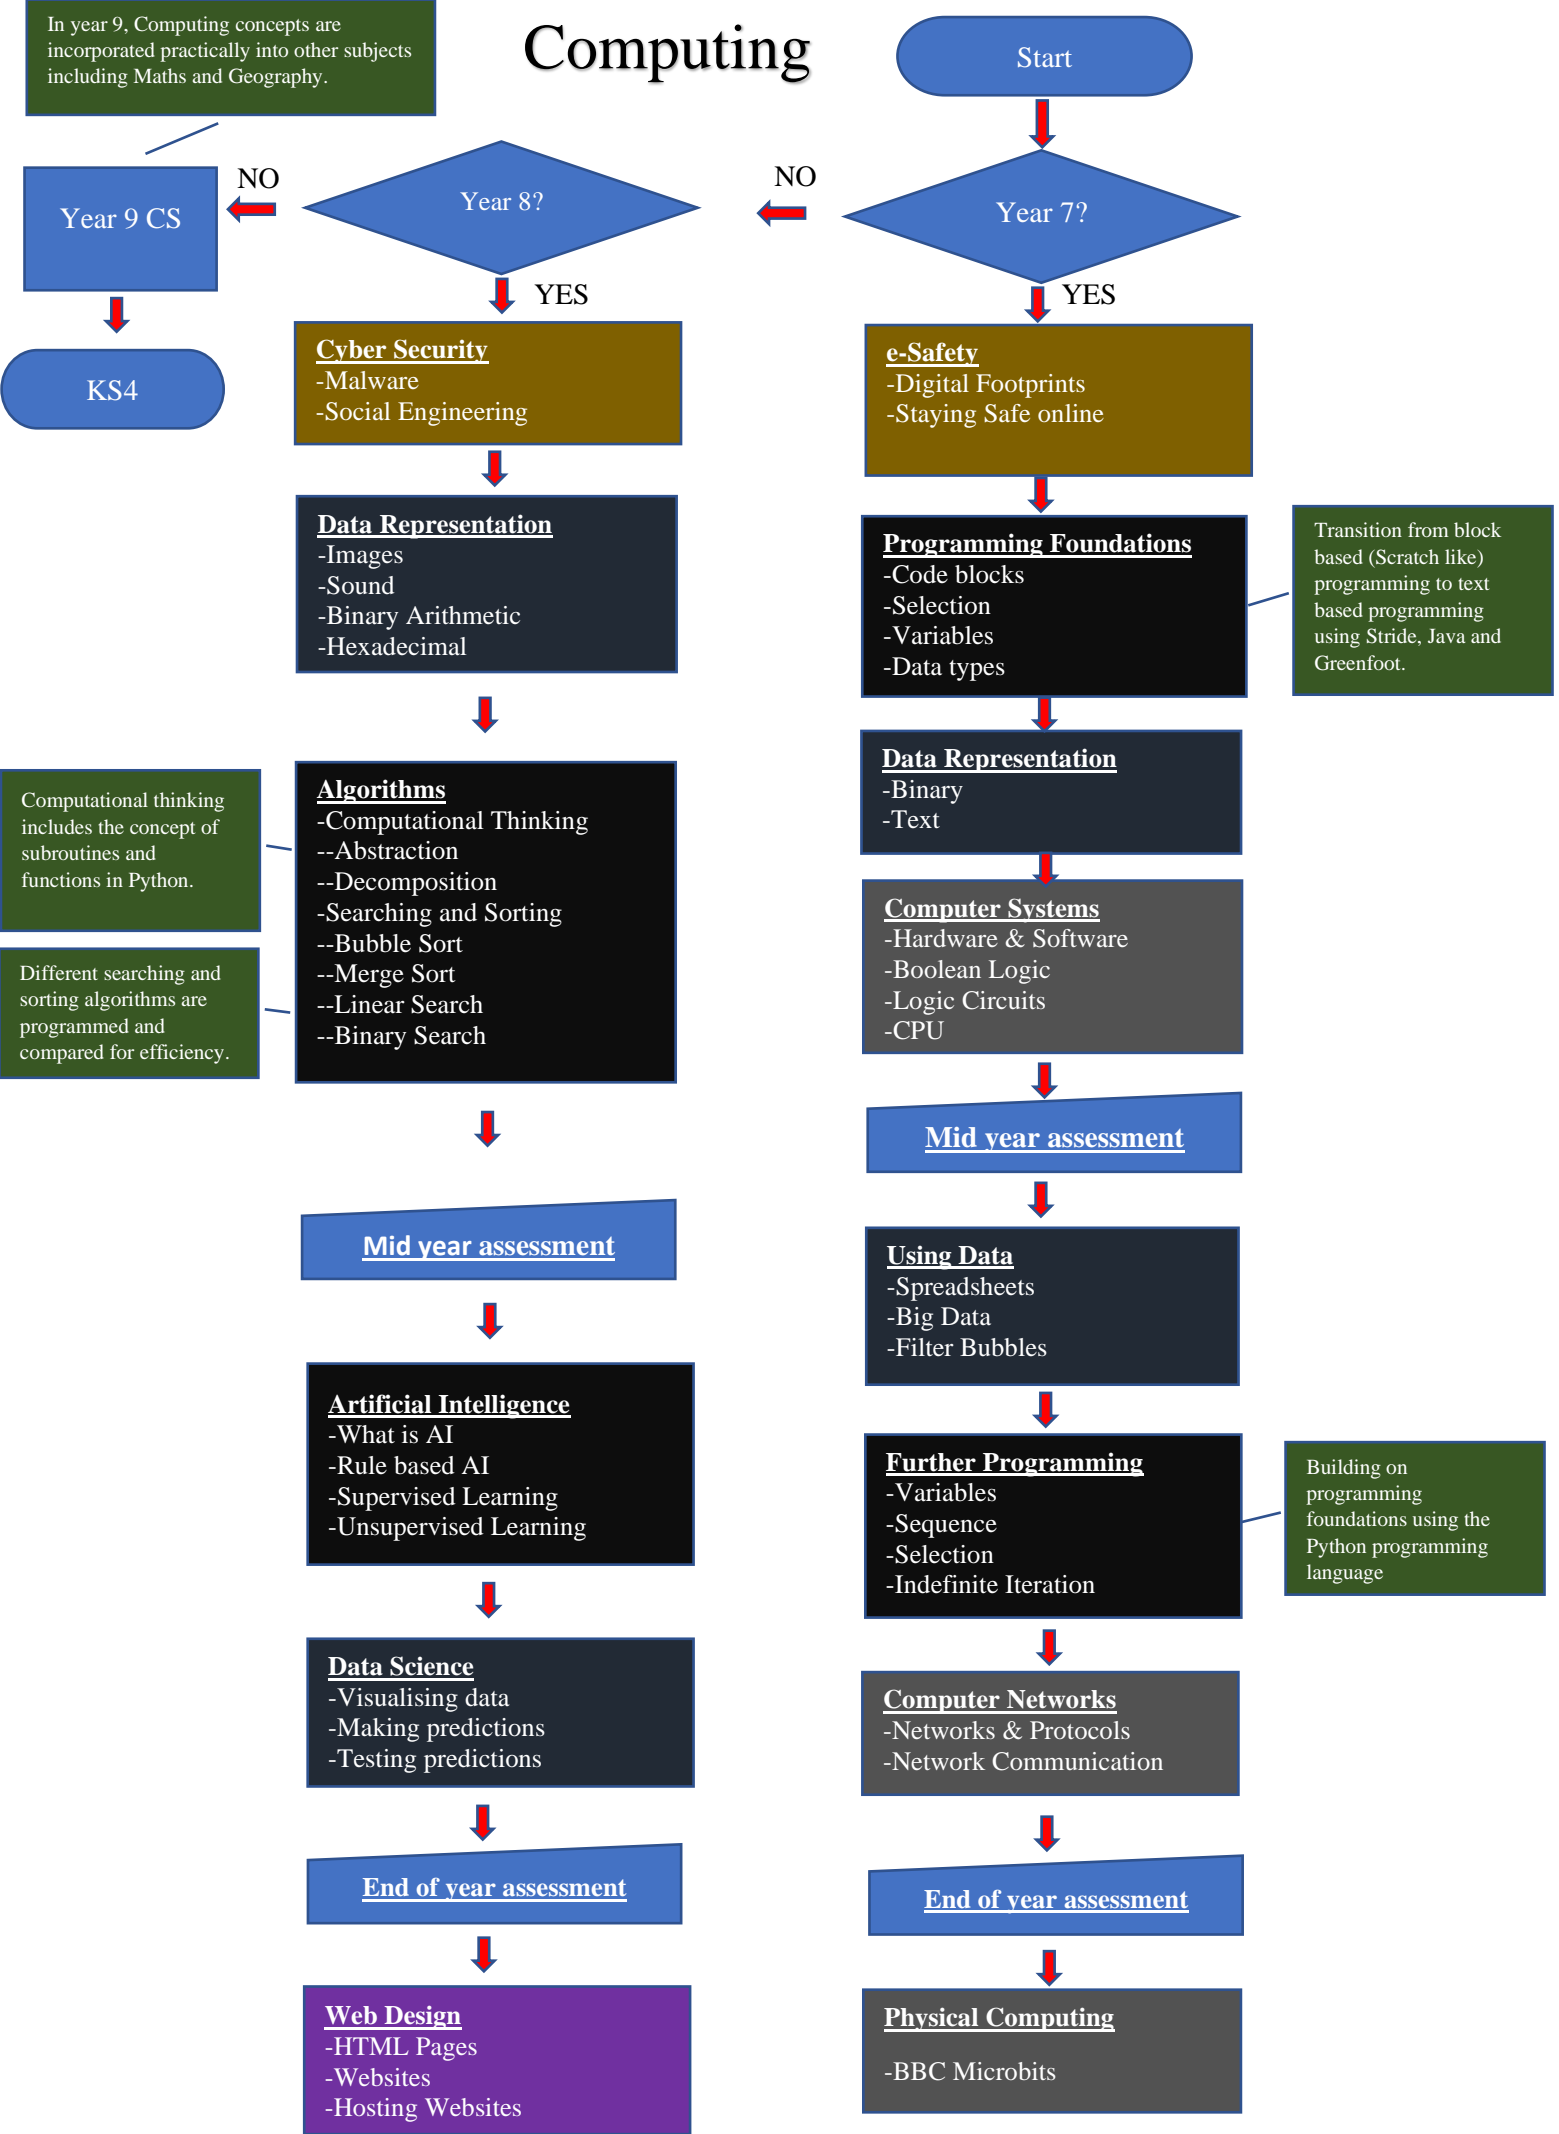 In year 9, Computing concepts are
incorporated practically into other subjects
including Maths and Geography.
Computing
Start
Year 9 CS
NO
Year 8?
NO
Year 7?
YES
YES
KS4
Cyber Security
-Malware
-Social Engineering
Data Representation
-Images
-Sound
-Binary Arithmetic
-Hexadecimal
Computational thinking
includes the concept of
subroutines and
functions in Python.
Different searching and
sorting algorithms are
programmed and
compared for efficiency.
Algorithms
-Computational Thinking
--Abstraction
--Decomposition
-Searching and Sorting
--Bubble Sort
--Merge Sort
--Linear Search
--Binary Search
Mid year assessment
Artificial Intelligence
-What is AI
-Rule based AI
-Supervised Learning
-Unsupervised Learning
Data Science
-Visualising data
-Making predictions
-Testing predictions
End of year assessment
Web Design
-HTML Pages
-Websites
-Hosting Websites
e-Safety
-Digital Footprints
-Staying Safe online
Programming Foundations
-Code blocks
-Selection
-Variables
-Data types
Transition from block
based (Scratch like)
programming to text
based programming
using Stride, Java and
Greenfoot.
Data Representation
-Binary
-Text
Computer Systems
-Hardware & Software
-Boolean Logic
-Logic Circuits
-CPU
Mid year assessment
Using Data
-Spreadsheets
-Big Data
-Filter Bubbles
Further Programming
-Variables
-Sequence
-Selection
-Indefinite Iteration
Building on
programming
foundations using the
Python programming
language
Computer Networks
-Networks & Protocols
-Network Communication
End of year assessment
Physical Computing
-BBC Microbits